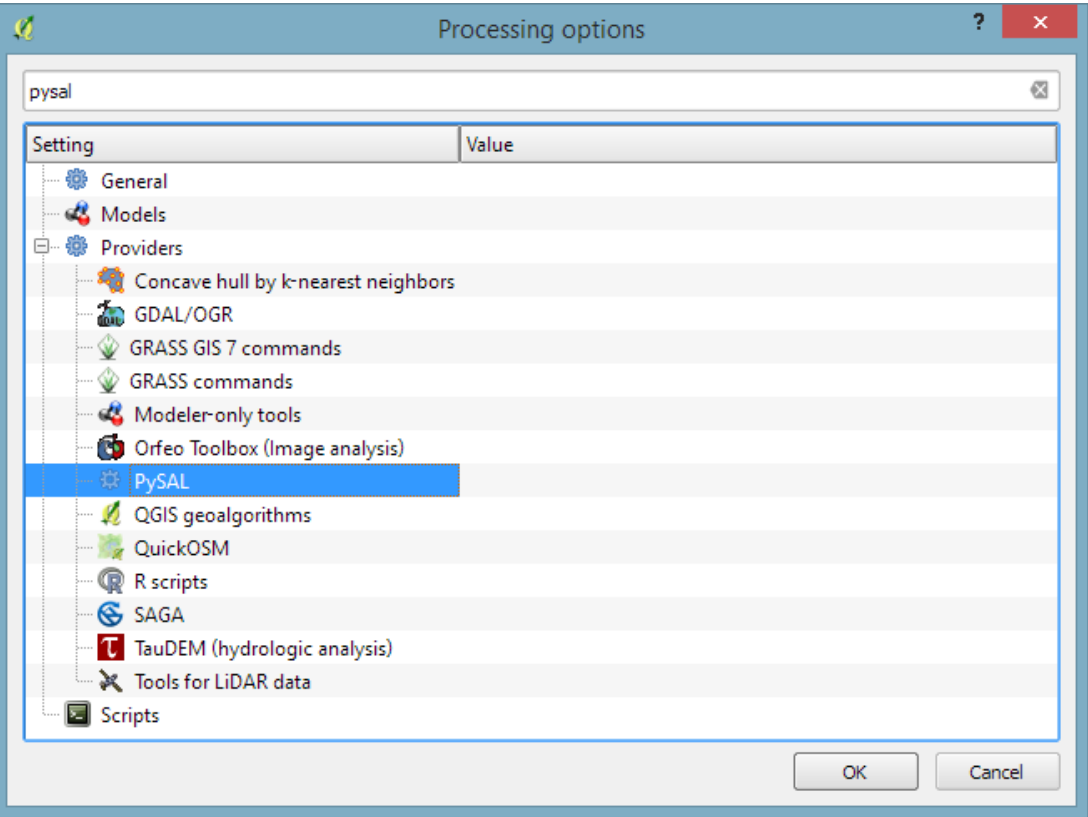 Processing options
?
pysal
Setting Value
General
Models
Providers
Concave hull by k-nearest neighbors
GDAL/OGR
GRASS GIS 7 commands
GRASS commands
Modeler-only tools
Orfeo Toolbox (Image analysis)
PySAL
QGIS geoalgorithms
QuickOSM
R scripts
SAGA
TauDEM (hydrologic analysis)
Tools for LiDAR data
Scripts
OK Cancel